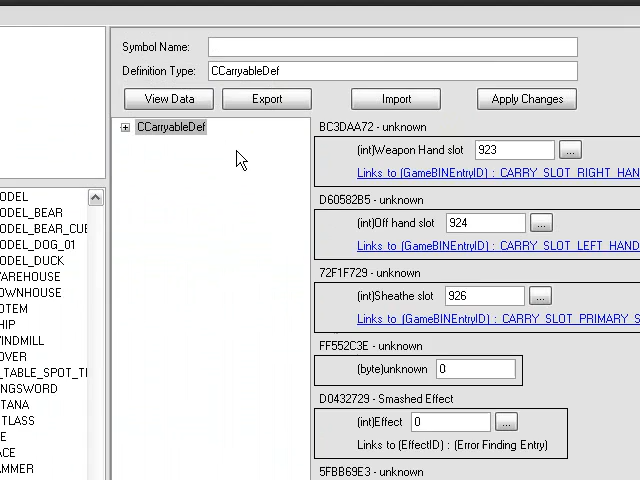 Symbol Name:
Definition Type: CCarryableDef
View Data Export Import Apply Changes
CCarryableDef
BC3DAA72 - unknown
(int)Weapon Hand slot 923 ...
Links to (GameBINEntryID) : CARRY_SLOT_RIGHT_HAN
D60582B5 - unknown
(int)Off hand slot 924 ...
Links to (GameBINEntryID) : CARRY_SLOT_LEFT_HAND
72F1F729 - unknown
(int)Sheathe slot 926 ...
Links to (GameBINEntryID) : CARRY_SLOT_PRIMARY_S
FF552C3E - unknown
(byte)unknown 0
D0432729 - Smashed Effect
(int)Effect 0 ...
Links to (EffectID) : (Error Finding Entry)
5FBB69E3 - unknown
ODEL
ODEL_BEAR
ODEL_BEAR_CUE
ODEL_DOG_01
ODEL_DUCK
AREHOUSE
OWNHOUSE
OTEM
HIP
INDMILL
OVER
_TABLE_SPOT_TI
NGSWORD
TANA
TLASS
E
ACE
AMMER